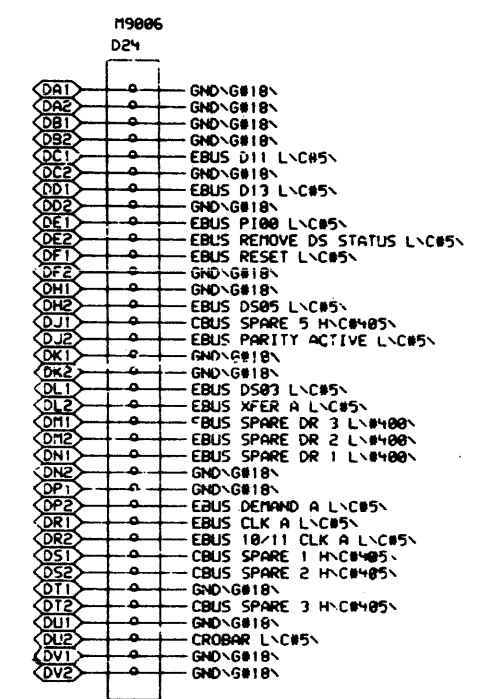 M9006
D24
DA1 GND\G#18\
DA2 GND\G#18\
DB1 GND\G#18\
DB2 GND\G#18\
DC1 EBUS D11 L\C#5\
DC2 GND\G#18\
DD1 EBUS D13 L\C#5\
DD2 GND\G#18\
DE1 EBUS PI00 L\C#5\
DE2 EBUS REMOVE DS STATUS L\C#5\
DF1 EBUS RESET L\C#5\
DF2 GND\G#18\
DH1 GND\G#18\
DH2 EBUS DS05 L\C#5\
DJ1 CBUS SPARE 5 H\C#405\
DJ2 EBUS PARITY ACTIVE L\C#5\
DK1 GND\G#18\
DK2 GND\G#18\
DL1 EBUS DS03 L\C#5\
DL2 EBUS XFER A L\C#5\
DM1 CBUS SPARE DR 3 L\#400\
DM2 EBUS SPARE DR 2 L\#400\
DN1 EBUS SPARE DR 1 L\#400\
DN2 GND\G#18\
DP1 GND\G#18\
DP2 EBUS DEMAND A L\C#5\
DR1 EBUS CLK A L\C#5\
DR2 EBUS 10/11 CLK A L\C#5\
DS1 CBUS SPARE 1 H\C#405\
DS2 CBUS SPARE 2 H\C#405\
DT1 GND\G#18\
DT2 CBUS SPARE 3 H\C#405\
DU1 GND\G#18\
DU2 CROBAR L\C#5\
DV1 GND\G#18\
DV2 GND\G#18\